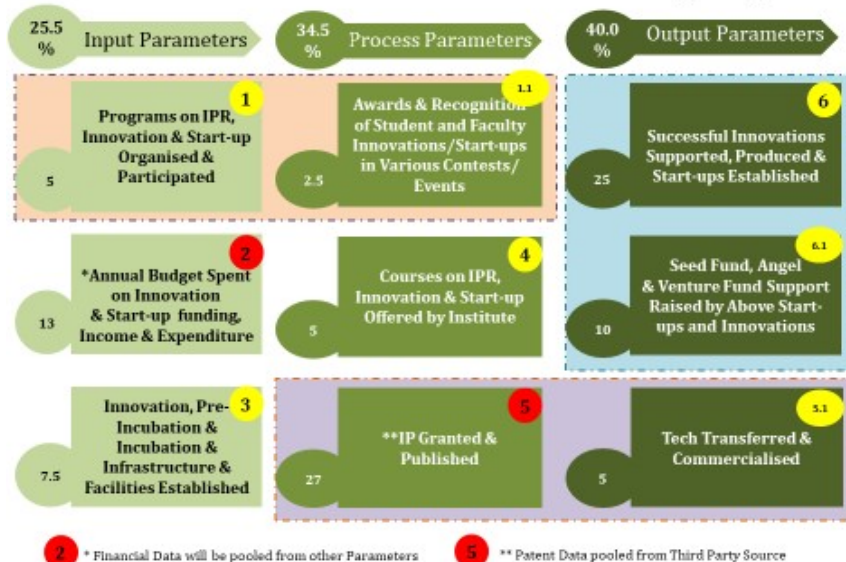 25.5
%
Input Parameters
34.5
%
Process Parameters
40.0
%
Output Parameters
1
Programs on IPR,
Innovation & Start-up
Organised &
Participated
5
1.1
Awards & Recognition
of Student and Faculty
Innovations/Start-ups
in Various Contests/
Events
2.5
6
Successful Innovations
Supported, Produced &
Start-ups Established
25
2
*Annual Budget Spent
on Innovation
& Start-up funding,
Income & Expenditure
13
4
Courses on IPR,
Innovation & Start-up
Offered by Institute
5
6.1
Seed Fund, Angel
& Venture Fund Support
Raised by Above Start-
ups and Innovations
10
3
Innovation, Pre-
Incubation &
Incubation &
Infrastructure &
Facilities Established
7.5
5
**IP Granted &
Published
27
5.1
Tech Transferred &
Commercialised
5
2 * Financial Data will be pooled from other Parameters
5 ** Patent Data pooled from Third Party Source